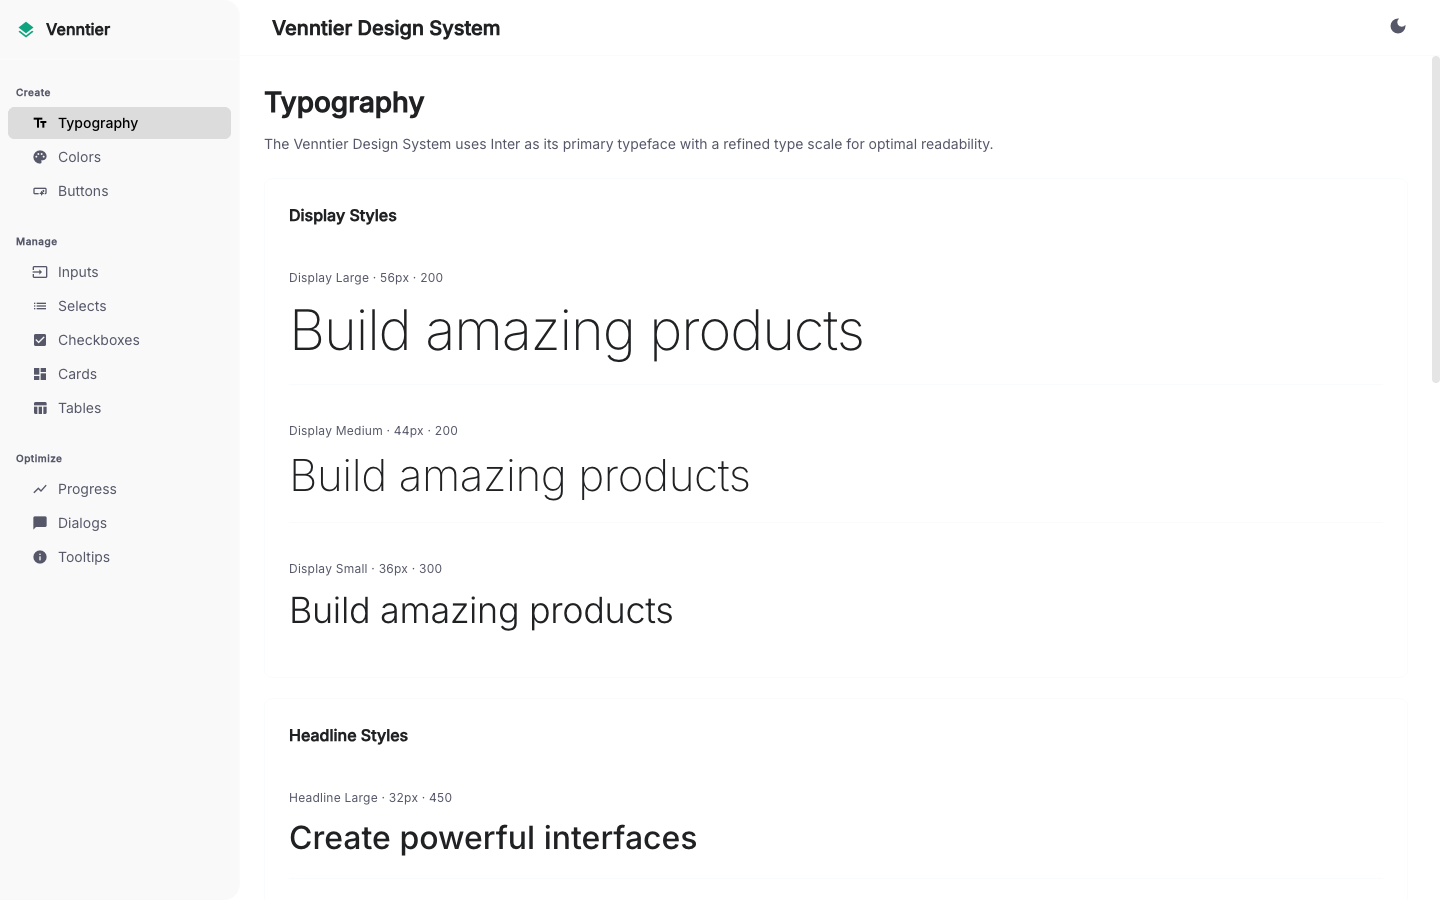 Venntier
Create
Typography
Colors
Buttons
Manage
Inputs
Selects
Checkboxes
Cards
Tables
Optimize
Progress
Dialogs
Tooltips
Venntier Design System
Typography
The Venntier Design System uses Inter as its primary typeface with a refined type scale for optimal readability.
Display Styles
Display Large · 56px · 200
Build amazing products
Display Medium · 44px · 200
Build amazing products
Display Small · 36px · 300
Build amazing products
Headline Styles
Headline Large · 32px · 450
Create powerful interfaces